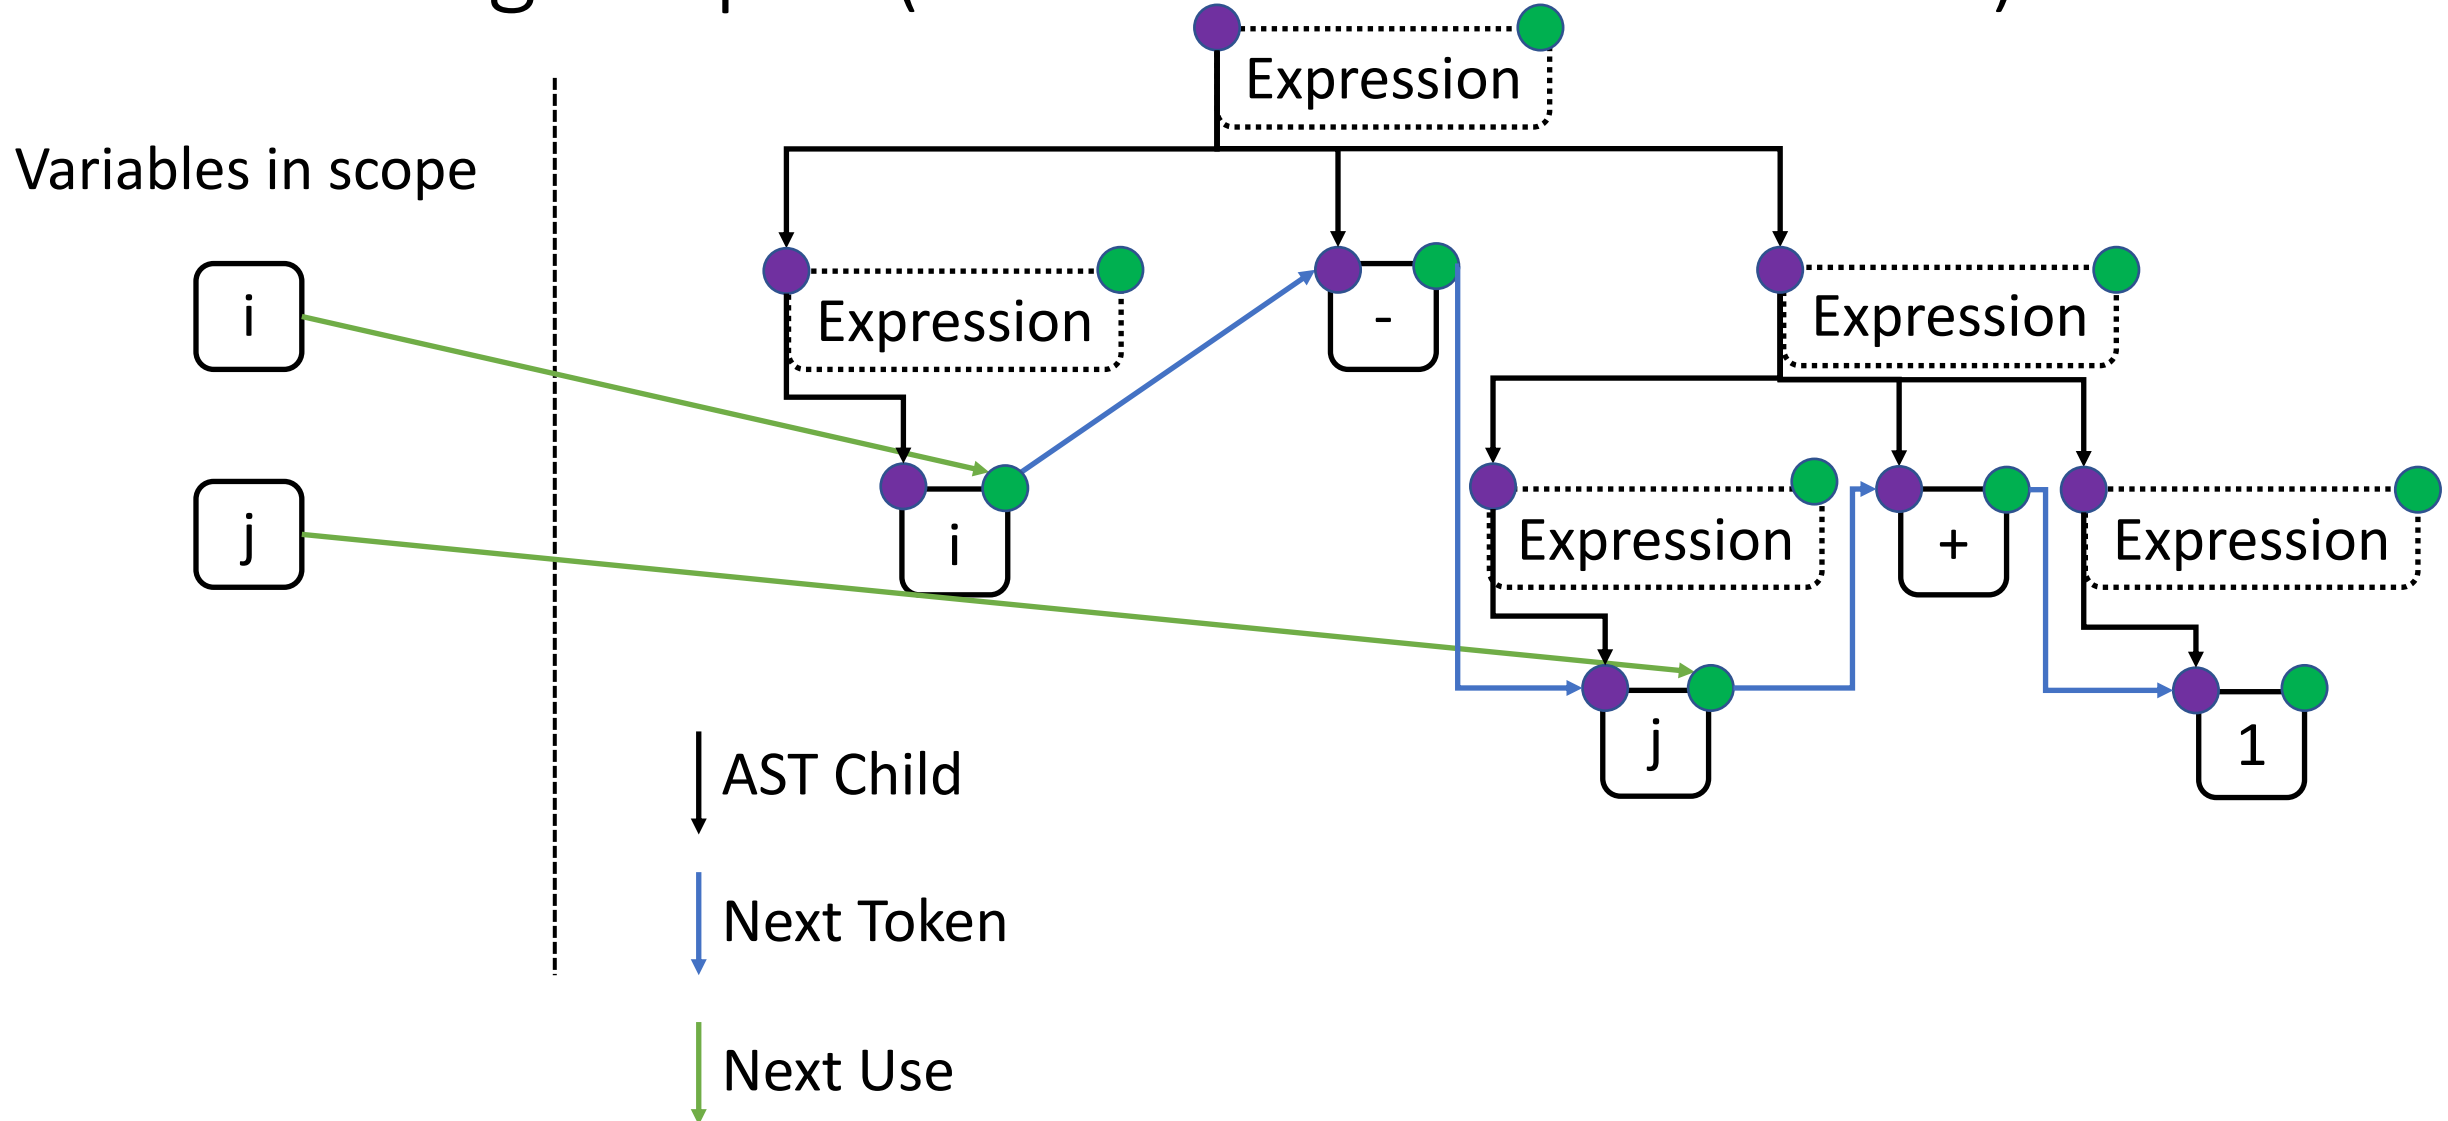 Expression
Variables in scope
i
Expression
-
Expression
j
i
Expression
+
Expression
j
1
AST Child
Next Token
Next Use